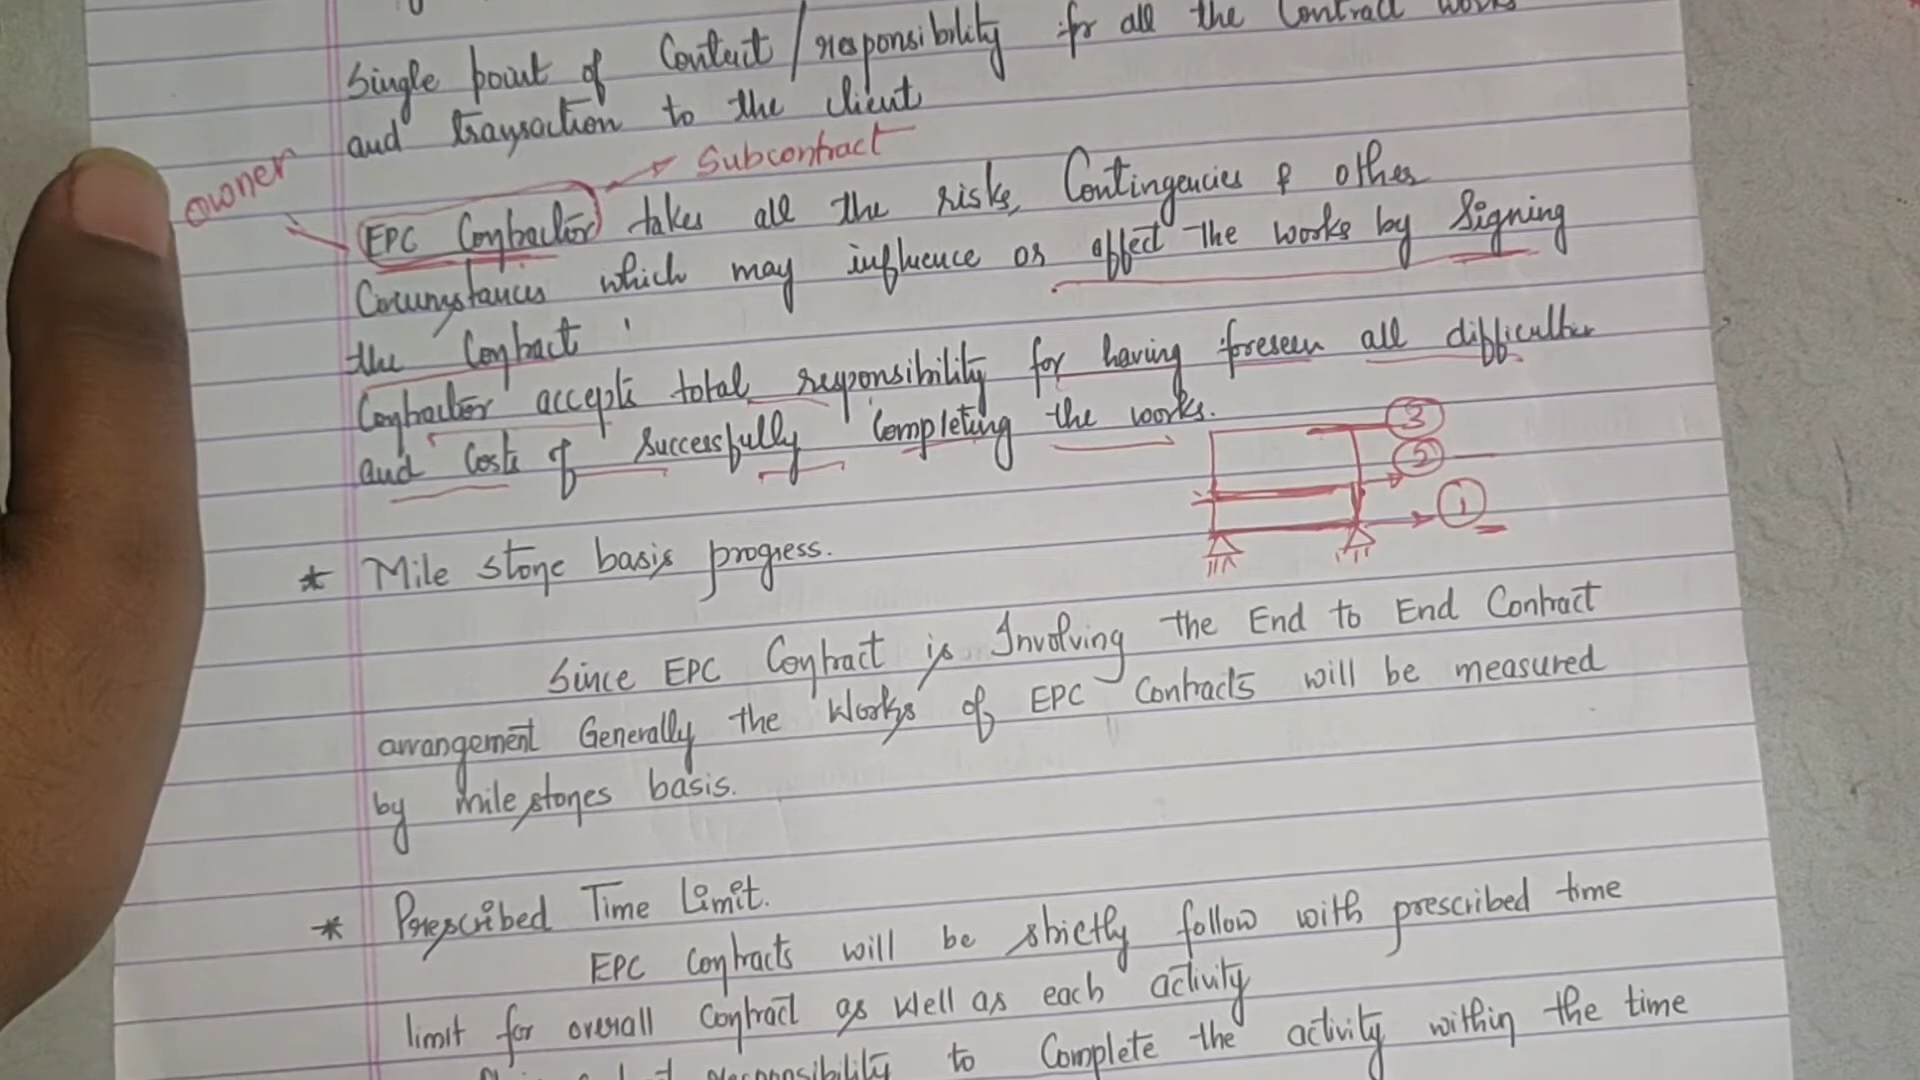 Single point of Contact / responsibility for all the Contract works
and transaction to the client
Subcontract
owner
EPC Contractor takes all the risks, Contingencies & other
Circumstances which may influence or affect the works by Signing
the Contract
Contractor accepts total responsibility for having foreseen all difficulties
and Costs of successfully Completing the works.
3
2
1
* Mile stone basis progress.
Since EPC Contract is Involving the End to End Contract
arrangement Generally the Works of EPC Contracts will be measured
by milestones basis.
* Prescribed Time Limit.
EPC Contracts will be strictly follow with prescribed time
limit for overall Contract as well as each activity
responsibility to Complete the activity within the time